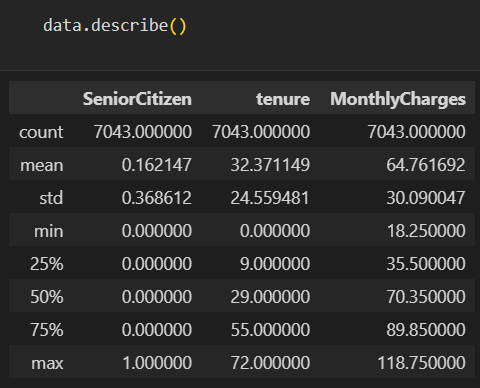 data.describe()
SeniorCitizen tenure MonthlyCharges
count 7043.000000 7043.000000 7043.000000
mean 0.162147 32.371149 64.761692
std 0.368612 24.559481 30.090047
min 0.000000 0.000000 18.250000
25% 0.000000 9.000000 35.500000
50% 0.000000 29.000000 70.350000
75% 0.000000 55.000000 89.850000
max 1.000000 72.000000 118.750000